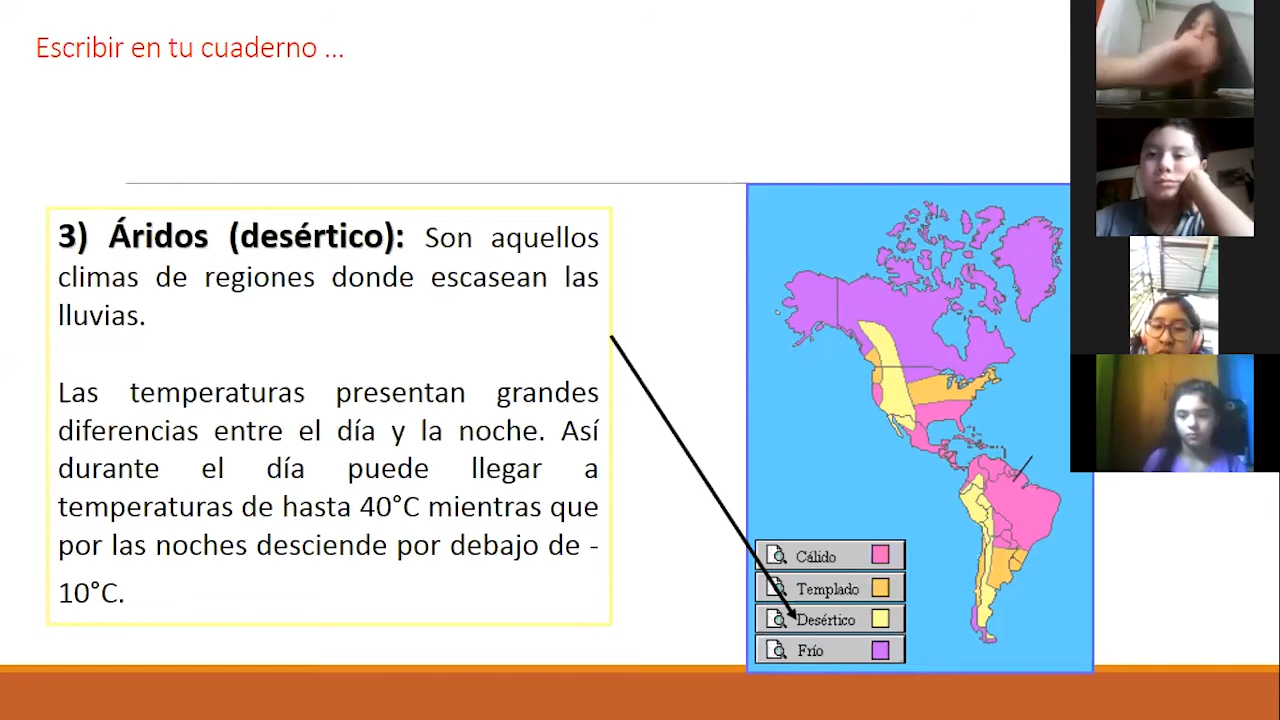 Escribir en tu cuaderno ...
3) Áridos (desértico): Son aquellos
climas de regiones donde escasean las
lluvias.
Las temperaturas presentan grandes
diferencias entre el día y la noche. Así
durante el día puede llegar a
temperaturas de hasta 40°C mientras que
por las noches desciende por debajo de -
10°C.
Cálido
Templado
Desértico
Frío